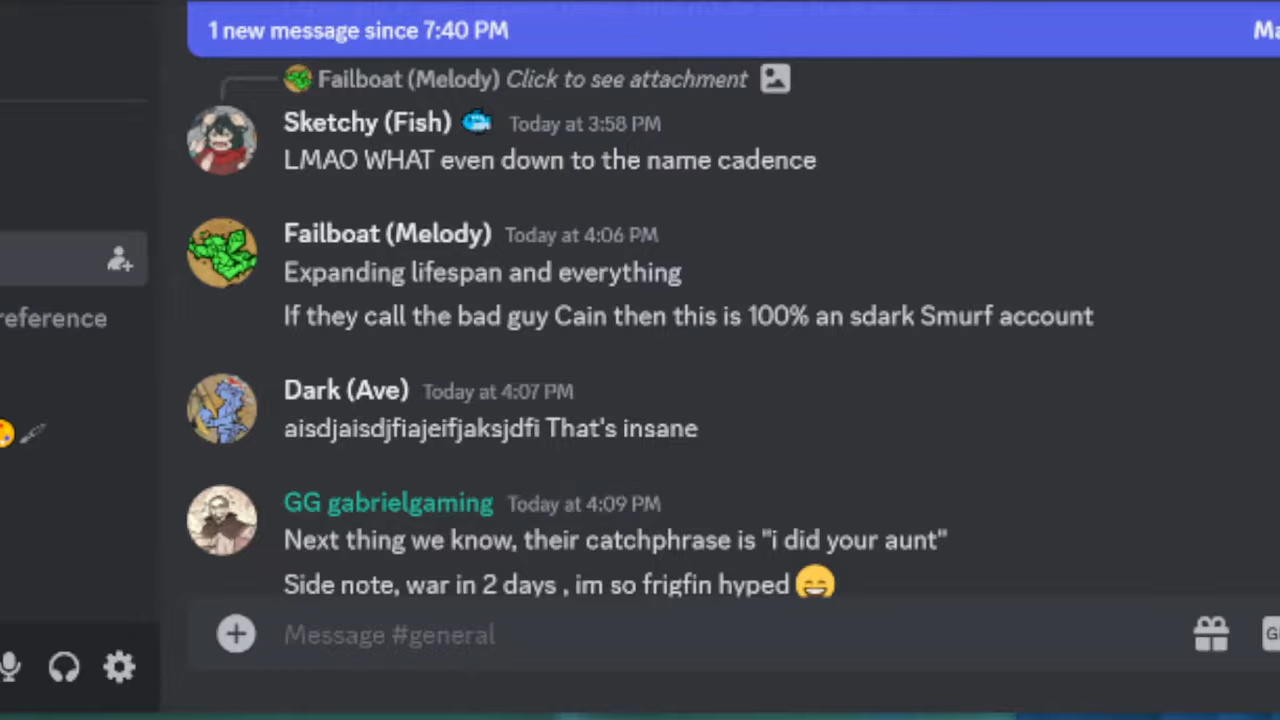 1 new message since 7:40 PM
Failboat (Melody) Click to see attachment
Sketchy (Fish) Today at 3:58 PM
LMAO WHAT even down to the name cadence
Failboat (Melody) Today at 4:06 PM
Expanding lifespan and everything
reference
If they call the bad guy Cain then this is 100% an sdark Smurf account
Dark (Ave) Today at 4:07 PM
aisdjaisdjfiajeifjaksjdfi That's insane
GG gabrielgaming Today at 4:09 PM
Next thing we know, their catchphrase is "i did your aunt"
Side note, war in 2 days , im so frigfin hyped
Message #general